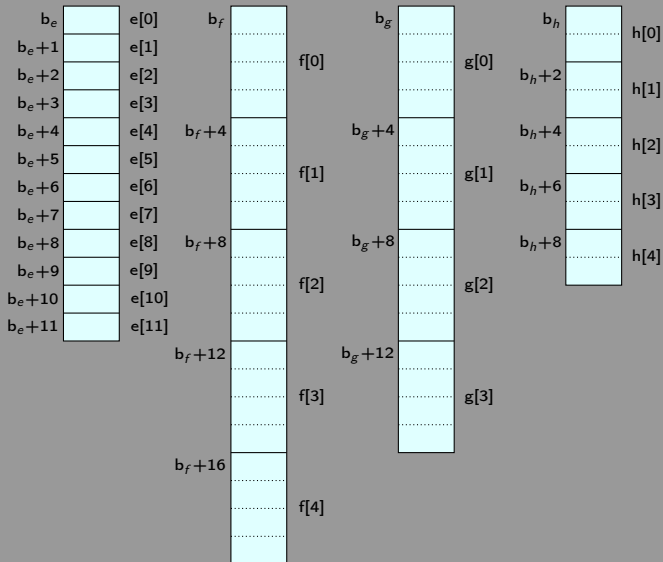 b_e e[0]
b_e+1 e[1]
b_e+2 e[2]
b_e+3 e[3]
b_e+4 e[4]
b_e+5 e[5]
b_e+6 e[6]
b_e+7 e[7]
b_e+8 e[8]
b_e+9 e[9]
b_e+10 e[10]
b_e+11 e[11]
b_f
f[0]
b_f+4
f[1]
b_f+8
f[2]
b_f+12
f[3]
b_f+16
f[4]
b_g
g[0]
b_g+4
g[1]
b_g+8
g[2]
b_g+12
g[3]
b_h
h[0]
b_h+2
h[1]
b_h+4
h[2]
b_h+6
h[3]
b_h+8
h[4]